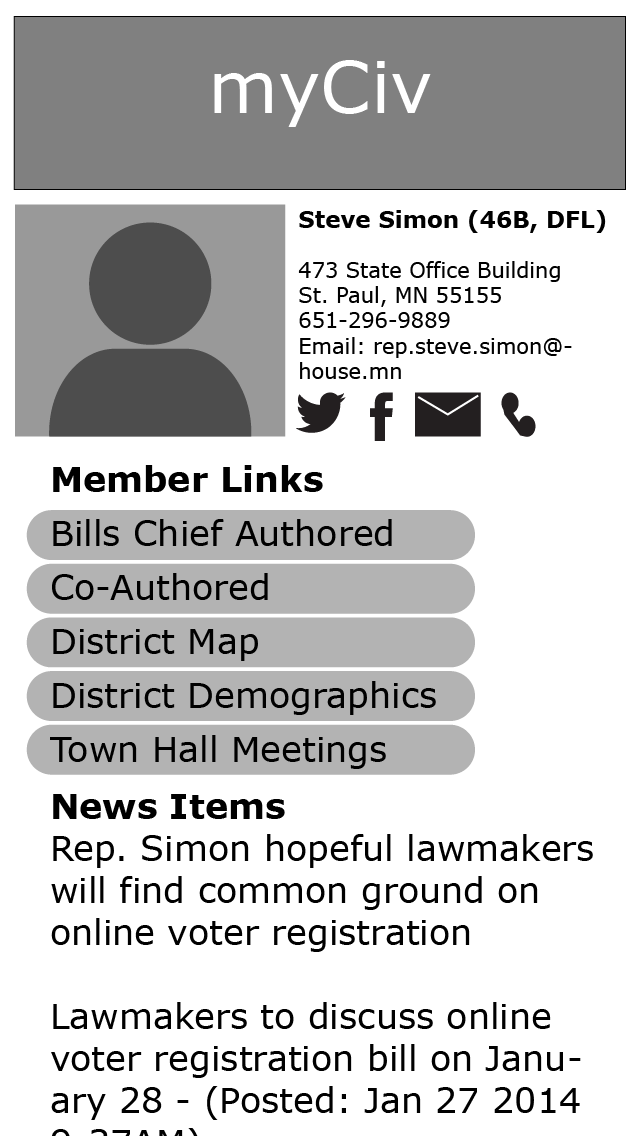 myCiv
Steve Simon (46B, DFL)
473 State Office Building
St. Paul, MN 55155
651-296-9889
Email: rep.steve.simon@-
house.mn
Member Links
Bills Chief Authored
Co-Authored
District Map
District Demographics
Town Hall Meetings
News Items
Rep. Simon hopeful lawmakers
will find common ground on
online voter registration
Lawmakers to discuss online
voter registration bill on Janu-
ary 28 - (Posted: Jan 27 2014